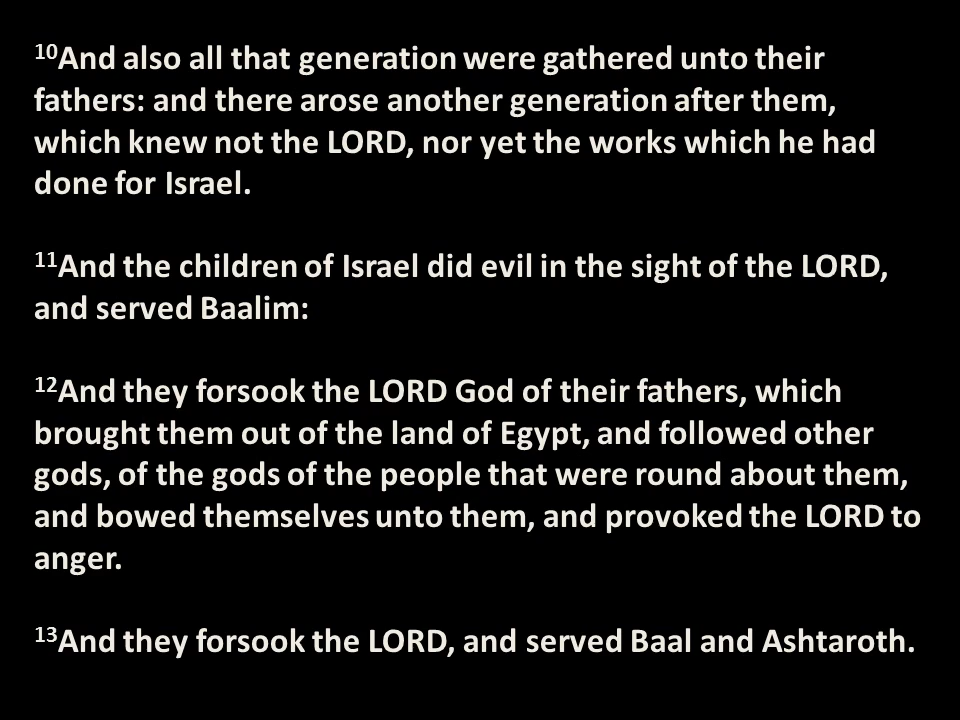 10And also all that generation were gathered unto their
fathers: and there arose another generation after them,
which knew not the LORD, nor yet the works which he had
done for Israel.
11And the children of Israel did evil in the sight of the LORD,
and served Baalim:
12And they forsook the LORD God of their fathers, which
brought them out of the land of Egypt, and followed other
gods, of the gods of the people that were round about them,
and bowed themselves unto them, and provoked the LORD to
anger.
13And they forsook the LORD, and served Baal and Ashtaroth.